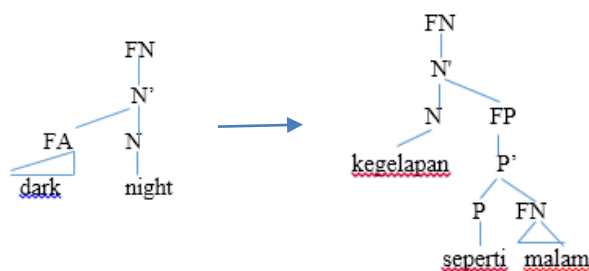 FN
N’
FA N
dark night
FN
N'
N FP
kegelapan P’
P FN
seperti malam